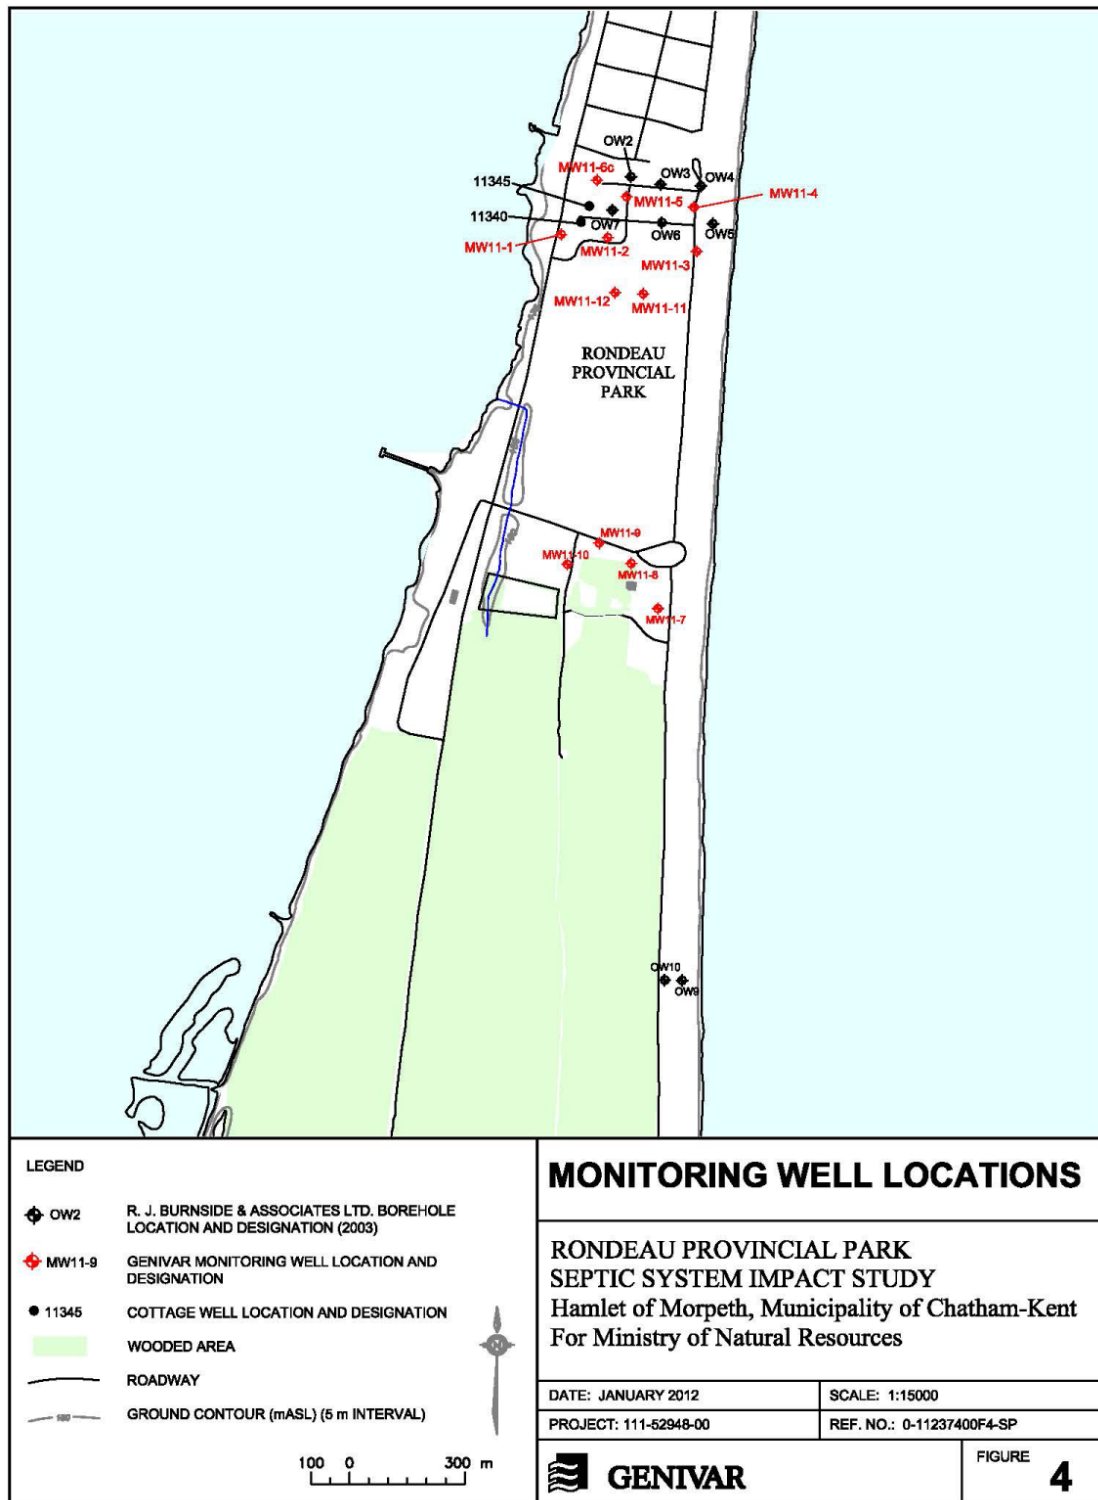 OW2
MW11-6c
OW3
OW4
11345
MW11-5
MW11-4
11340
OW7
OW6
OW5
MW11-1
MW11-2
MW11-3
MW11-12
MW11-11
RONDEAU
PROVINCIAL
PARK
MW11-9
MW11-10
MW11-8
MW11-7
OW10
OW9
LEGEND
OW2 R. J. BURNSIDE & ASSOCIATES LTD. BOREHOLE
LOCATION AND DESIGNATION (2003)
MW11-9 GENIVAR MONITORING WELL LOCATION AND
DESIGNATION
11345 COTTAGE WELL LOCATION AND DESIGNATION
WOODED AREA
ROADWAY
GROUND CONTOUR (mASL) (5 m INTERVAL)
100 0 300 m
MONITORING WELL LOCATIONS
RONDEAU PROVINCIAL PARK
SEPTIC SYSTEM IMPACT STUDY
Hamlet of Morpeth, Municipality of Chatham-Kent
For Ministry of Natural Resources
DATE: JANUARY 2012 SCALE: 1:15000
PROJECT: 111-52948-00 REF. NO.: 0-11237400F4-SP
GENIVAR
FIGURE 4